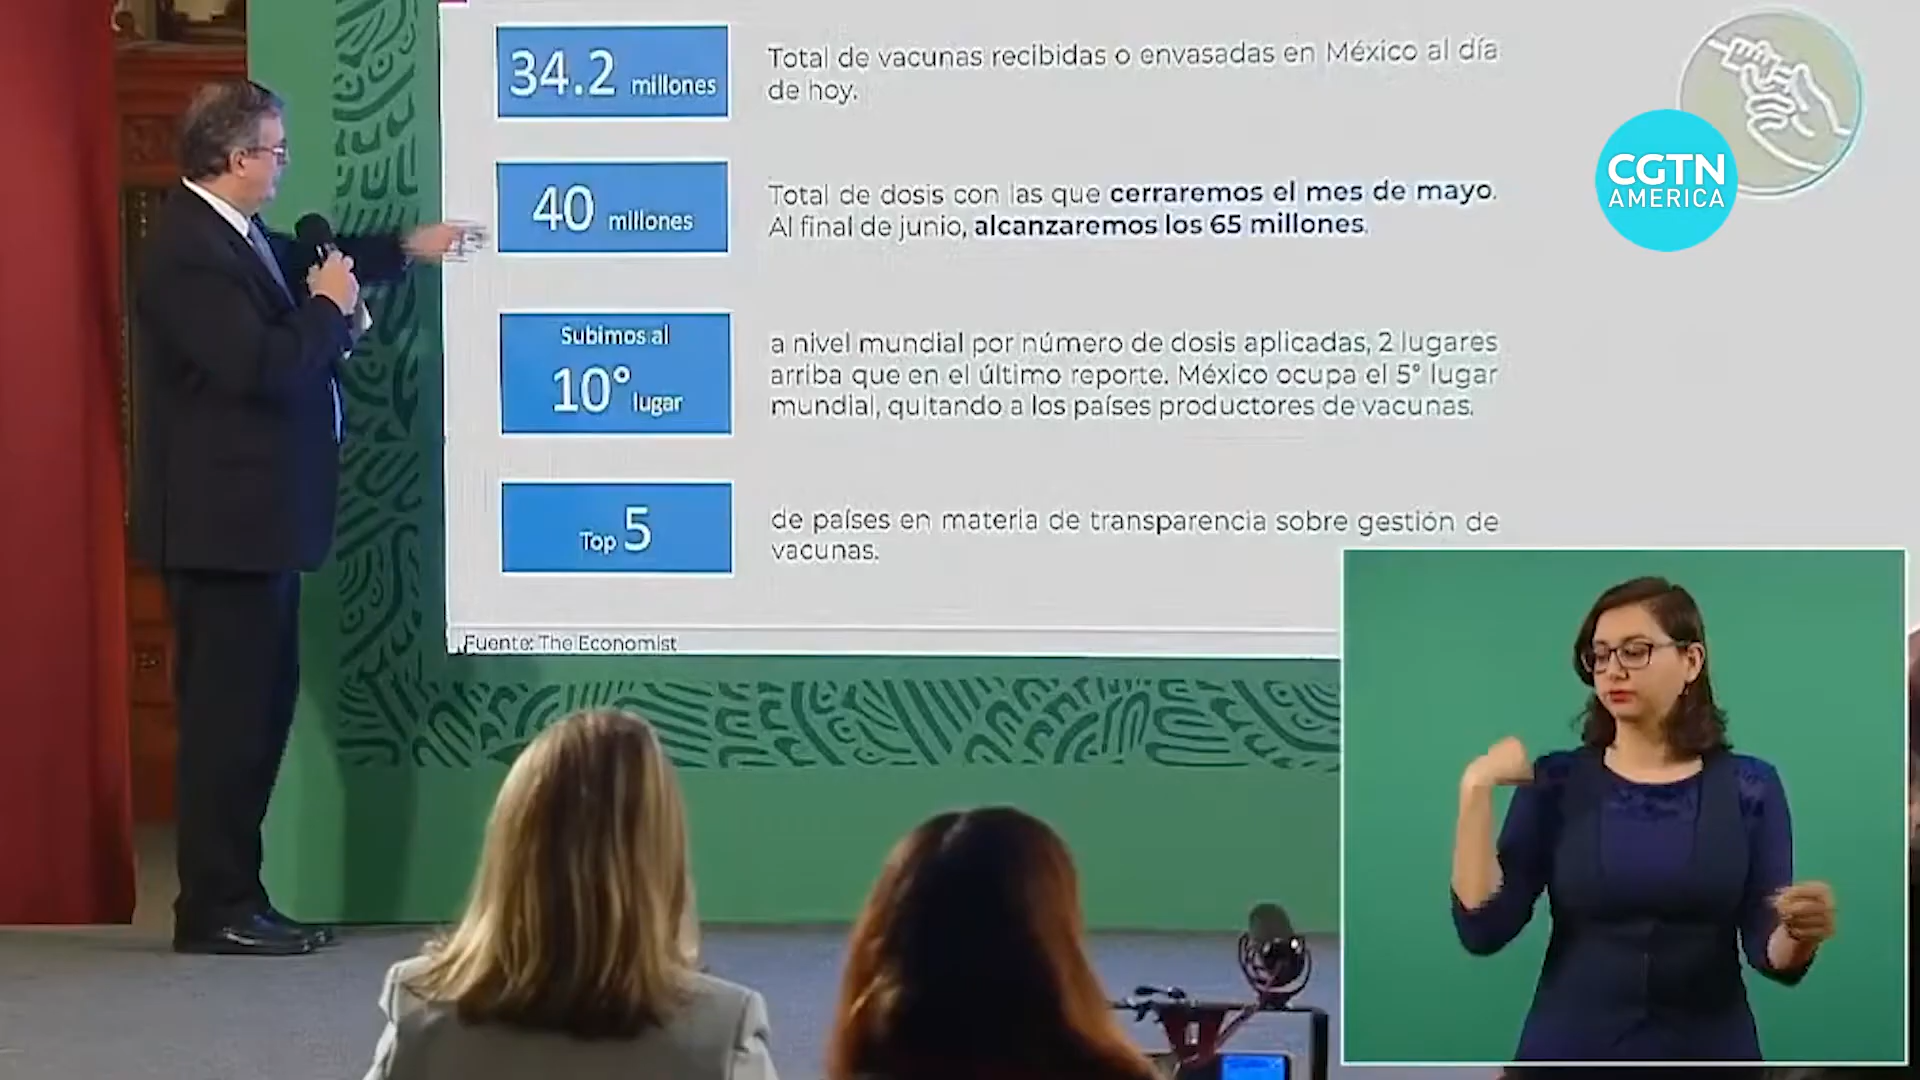 34.2 millones
Total de vacunas recibidas o envasadas en México al día
de hoy.
CGTN
AMERICA
40 millones
Total de dosis con las que cerraremos el mes de mayo.
Al final de junio, alcanzaremos los 65 millones.
Subimos al
10° lugar
a nivel mundial por número de dosis aplicadas, 2 lugares
arriba que en el último reporte. México ocupa el 5° lugar
mundial, quitando a los países productores de vacunas.
Top 5
de países en materia de transparencia sobre gestión de
vacunas.
Fuente: The Economist